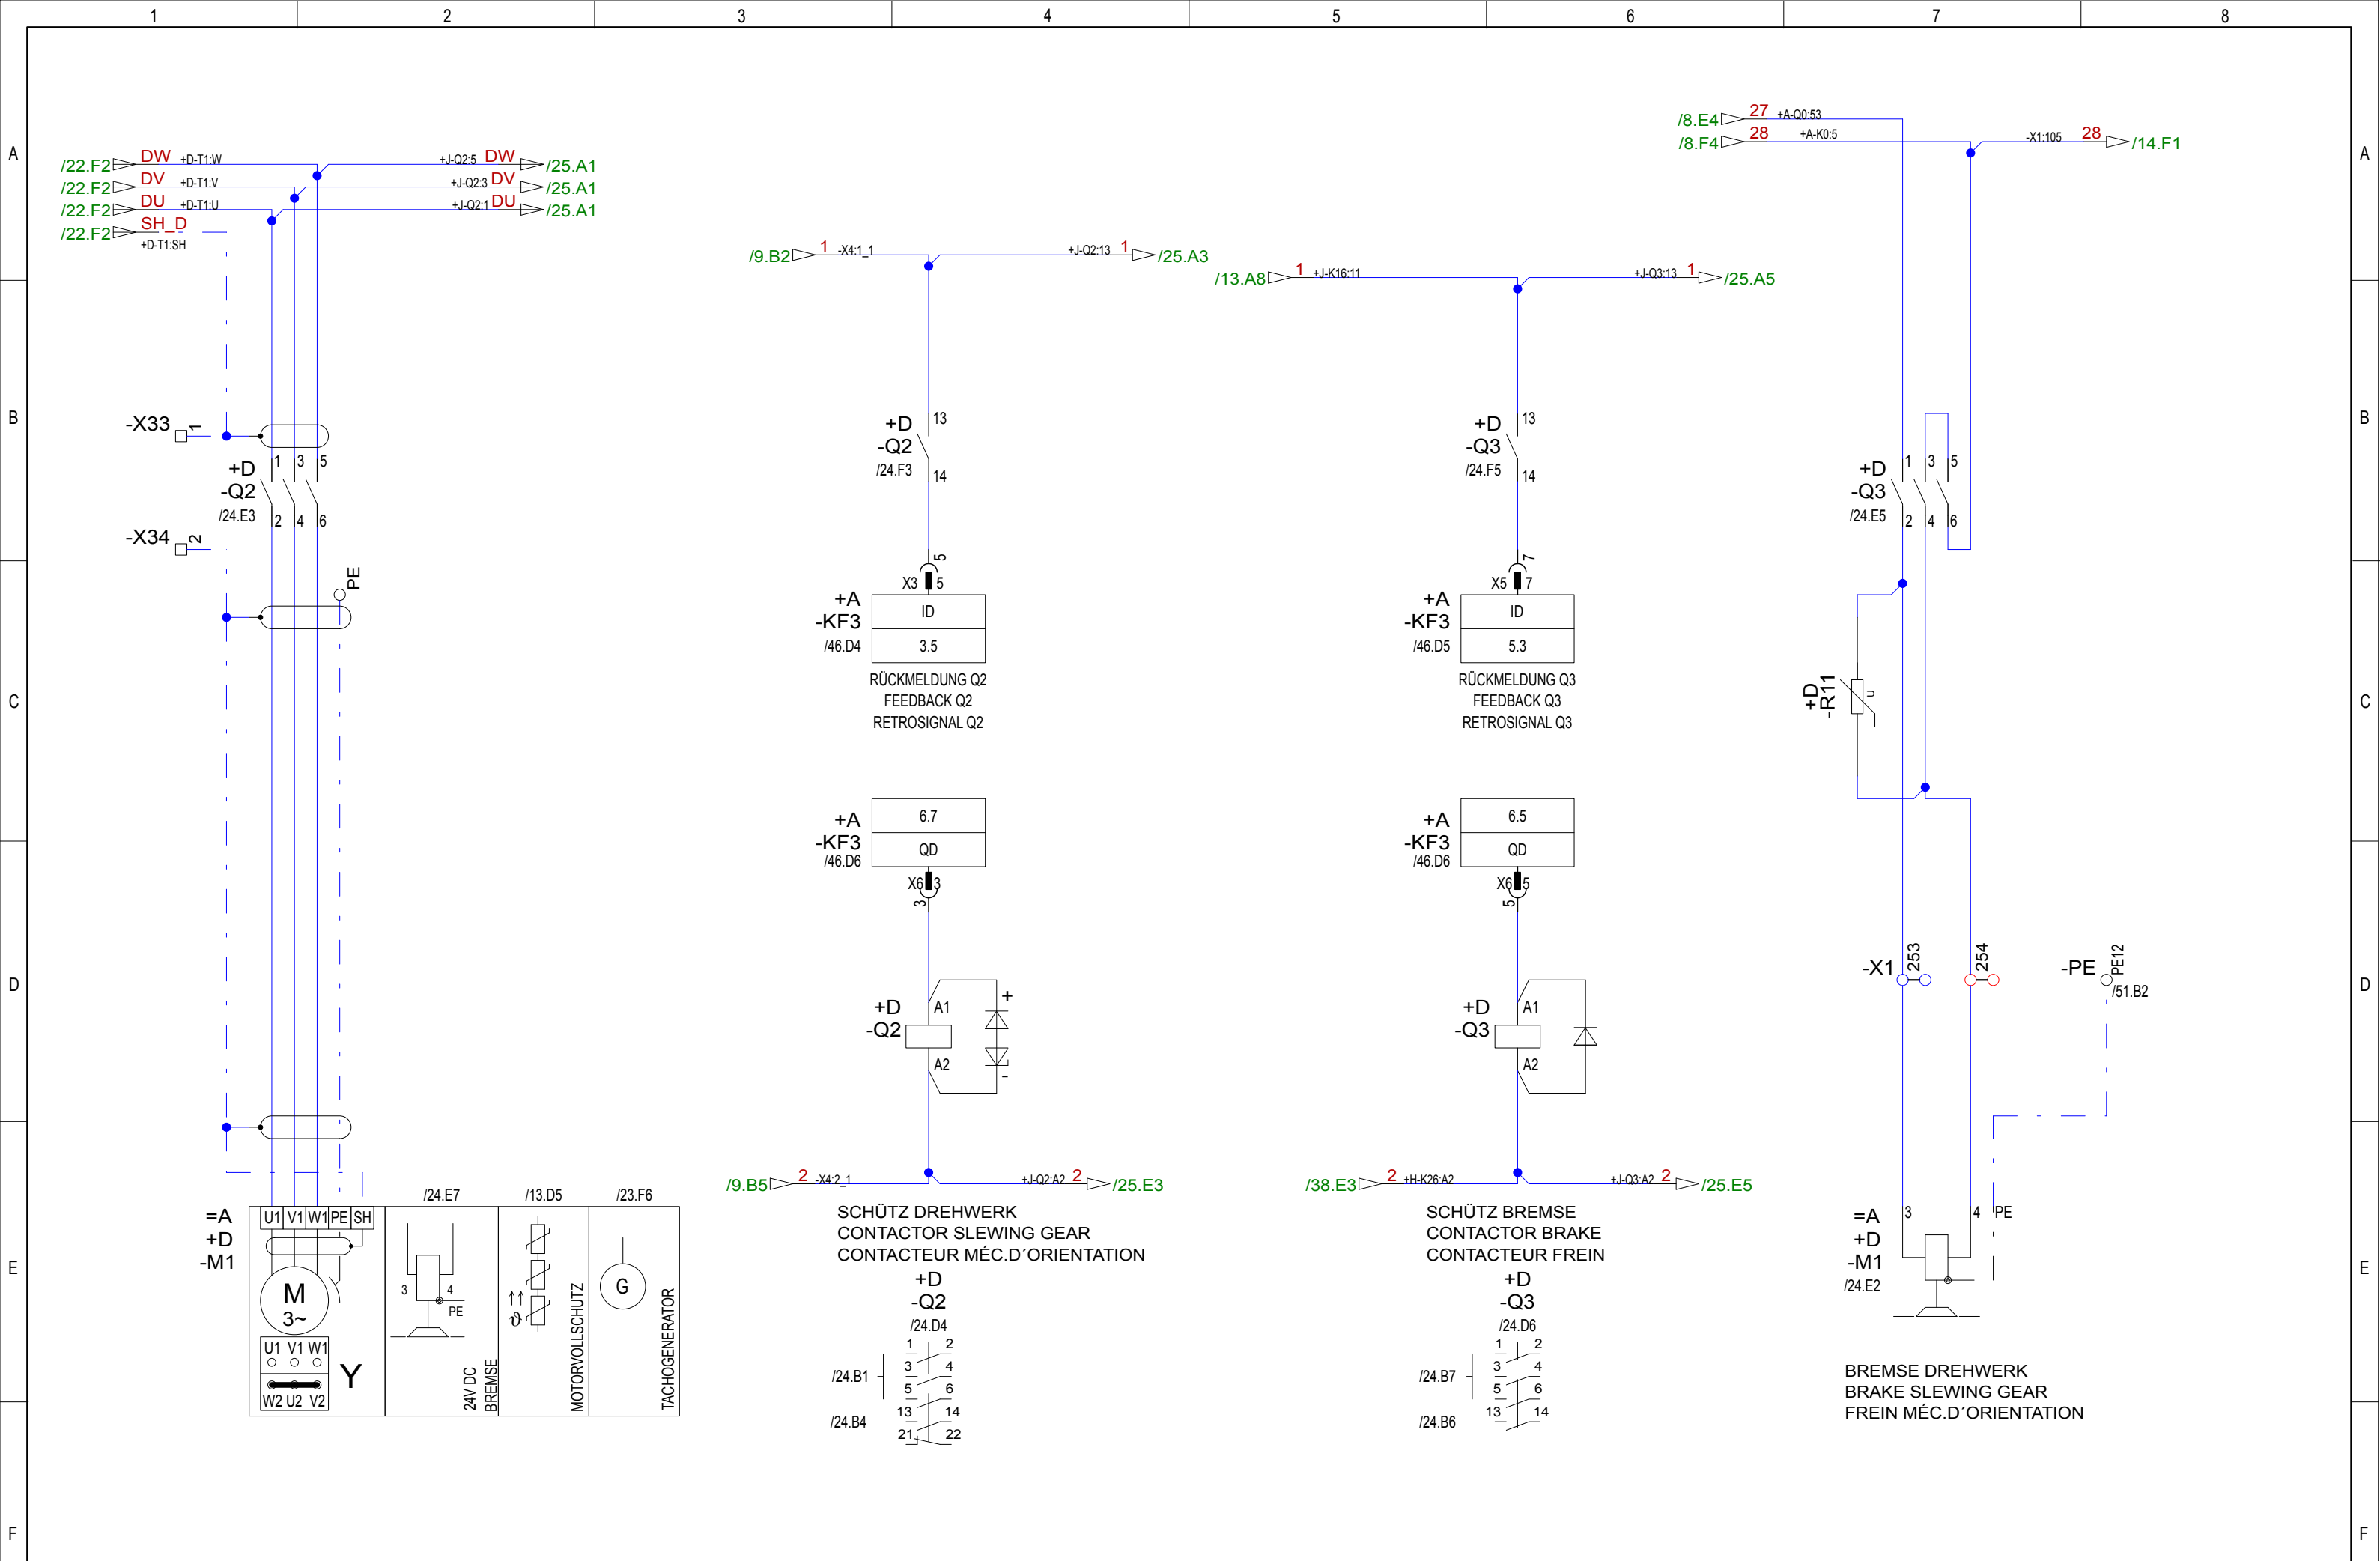 1 2 3 4 5 6 7 8
A
/22.F2 DW +D-T1:W +J-Q2:5 DW /25.A1
/22.F2 DV +D-T1:V +J-Q2:3 DV /25.A1
/22.F2 DU +D-T1:U +J-Q2:1 DU /25.A1
/22.F2 SH_D
+D-T1:SH
/9.B2 1 -X4:1_1 +J-Q2:13 1 /25.A3
/13.A8 1 +J-K16:11 +J-Q3:13 1 /25.A5
/8.E4 27 +A-Q0:53
/8.F4 28 +A-K0:5 -X1:105 28 /14.F1
A
B
-X33 1
+D
-Q2
/24.E3
1 3 5
2 4 6
-X34 2
PE
+D
-Q2
/24.F3
13
14
5
X3 5
+A
-KF3
/46.D4
ID
3.5
RÜCKMELDUNG Q2
FEEDBACK Q2
RETROSIGNAL Q2
+D
-Q3
/24.F5
13
14
7
X5 7
+A
-KF3
/46.D5
ID
5.3
RÜCKMELDUNG Q3
FEEDBACK Q3
RETROSIGNAL Q3
+D
-Q3
/24.E5
1 3 5
2 4 6
B
C
+D
-R11
U
C
+A
-KF3
/46.D6
6.7
QD
X6 3
3
+A
-KF3
/46.D6
6.5
QD
X6 5
5
D
+D
-Q2
A1
A2
+
-
+D
-Q3
A1
A2
-X1 253 254
-PE PE12
/51.B2
D
/9.B5 2 -X4:2_1 +J-Q2:A2 2 /25.E3
/38.E3 2 +H-K26:A2 +J-Q3:A2 2 /25.E5
E
=A
+D
-M1
U1 V1 W1 PE SH
M
3~
U1 V1 W1
W2 U2 V2
Y
/24.E7
3 4
PE
24V DC
BREMSE
/13.D5
ϑ
MOTORVOLLSCHUTZ
/23.F6
G
TACHOGENERATOR
SCHÜTZ DREHWERK
CONTACTOR SLEWING GEAR
CONTACTEUR MÉC.D´ORIENTATION
+D
-Q2
/24.D4
1 2
3 4
/24.B1
5 6
13 14
/24.B4
21 22
SCHÜTZ BREMSE
CONTACTOR BRAKE
CONTACTEUR FREIN
+D
-Q3
/24.D6
1 2
3 4
/24.B7
5 6
13 14
/24.B6
=A
+D
-M1
/24.E2
3 4 PE
BREMSE DREHWERK
BRAKE SLEWING GEAR
FREIN MÉC.D´ORIENTATION
E
F
F